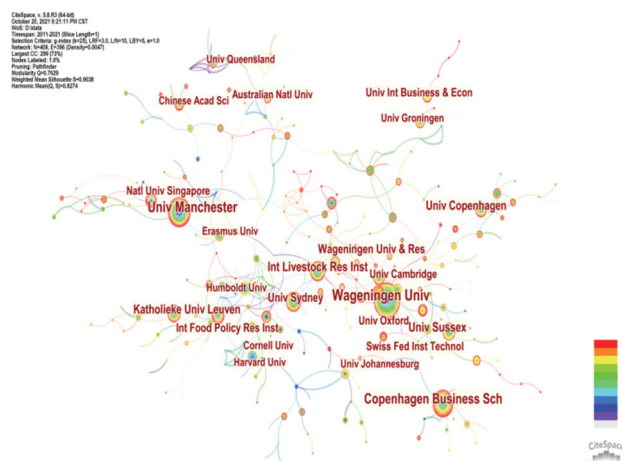 CiteSpace, v. 5.8.R3 (64-bit)
October 20, 2021 9:21:11 PM CST
WoS: D:\data
Timespan: 2011-2021 (Slice Length=1)
Selection Criteria: g-index (k=25), LRF=3.0, L/N=10, LBY=5, e=1.0
Network: N=409, E=396 (Density=0.0047)
Largest CC: 299 (73%)
Nodes Labeled: 1.0%
Pruning: Pathfinder
Modularity Q=0.7629
Weighted Mean Silhouette S=0.9038
Harmonic Mean(Q, S)=0.8274
Univ Queensland
Chinese Acad Sci
Australian Natl Univ
Univ Int Business & Econ
Univ Groningen
Natl Univ Singapore
Univ Manchester
Univ Copenhagen
Erasmus Univ
Wageningen Univ & Res
Int Livestock Res Inst
Univ Cambridge
Humboldt Univ
Univ Sydney
Wageningen Univ
Katholieke Univ Leuven
Univ Oxford
Int Food Policy Res Inst
Univ Sussex
Cornell Univ
Swiss Fed Inst Technol
Harvard Univ
Univ Johannesburg
Copenhagen Business Sch
CiteSpace